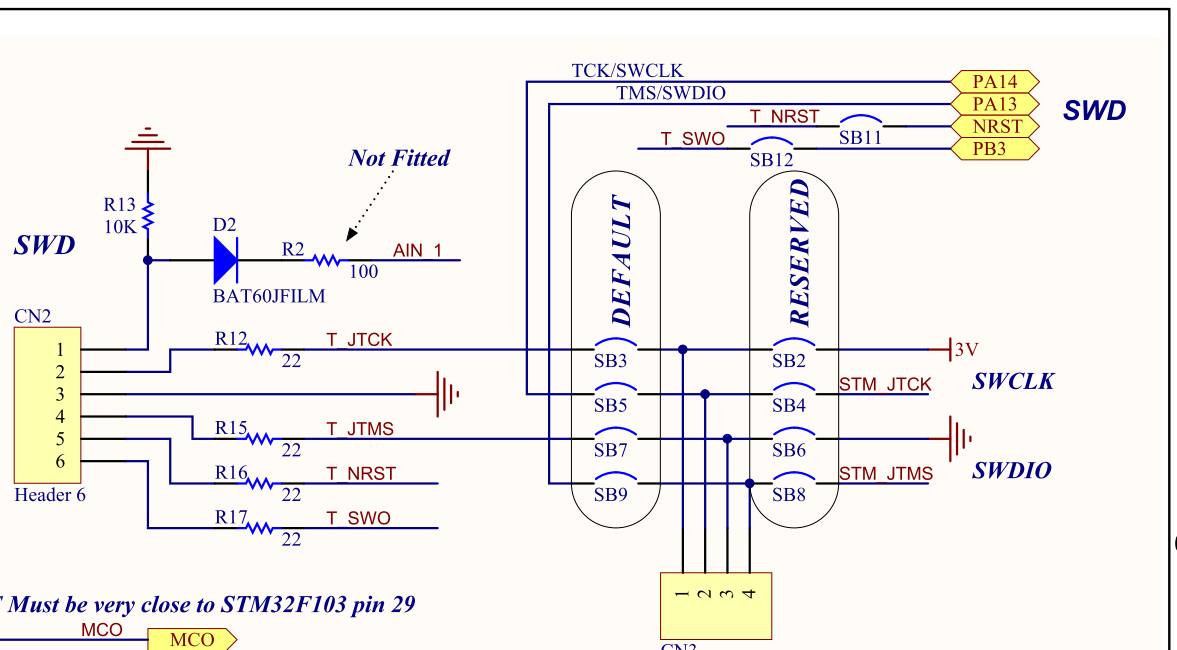 TCK/SWCLK
PA14
TMS/SWDIO
PA13
SWD
T_NRST
SB11
NRST
T_SWO
SB12
PB3
Not Fitted
R13
10K
SWD
D2
BAT60JFILM
R2
100
AIN_1
DEFAULT
RESERVED
CN2
1
2
3
4
5
6
Header 6
R12
22
T_JTCK
R15
22
T_JTMS
R16
22
T_NRST
R17
22
T_SWO
SB3
SB2
3V
SB5
SB4
STM_JTCK
SWCLK
SB7
SB6
SB9
SB8
STM_JTMS
SWDIO
1
2
3
4
Must be very close to STM32F103 pin 29
MCO
MCO